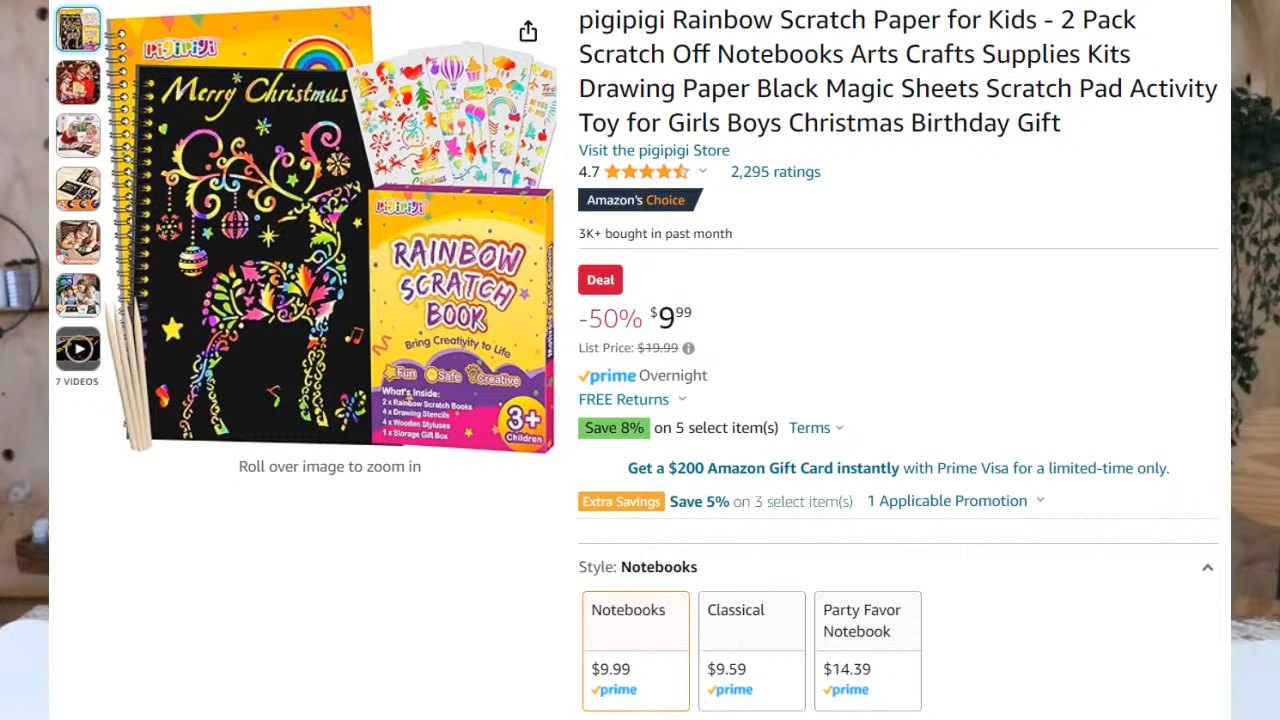 pigipigi Rainbow Scratch Paper for Kids - 2 Pack
Scratch Off Notebooks Arts Crafts Supplies Kits
Drawing Paper Black Magic Sheets Scratch Pad Activity
Toy for Girls Boys Christmas Birthday Gift
Visit the pigipigi Store
4.7
2,295 ratings
Amazon's Choice
3K+ bought in past month
Deal
-50% $9.99
List Price: $19.99
prime Overnight
FREE Returns
Save 8% on 5 select item(s) Terms
Get a $200 Amazon Gift Card instantly with Prime Visa for a limited-time only.
Extra Savings Save 5% on 3 select item(s) 1 Applicable Promotion
Style: Notebooks
Notebooks
$9.99
prime
Classical
$9.59
prime
Party Favor
Notebook
$14.39
prime
PiGiPiGi
Merry Christmas
PiGiPiGi
RAINBOW
SCRATCH
BOOK
Bring Creativity to Life
Fun Safe Creative
What's Inside:
2 x Rainbow Scratch Books
4 x Drawing Stencils
4 x Wooden Styluses
1 x Storage Gift Box
3+
Children
7 VIDEOS
Roll over image to zoom in